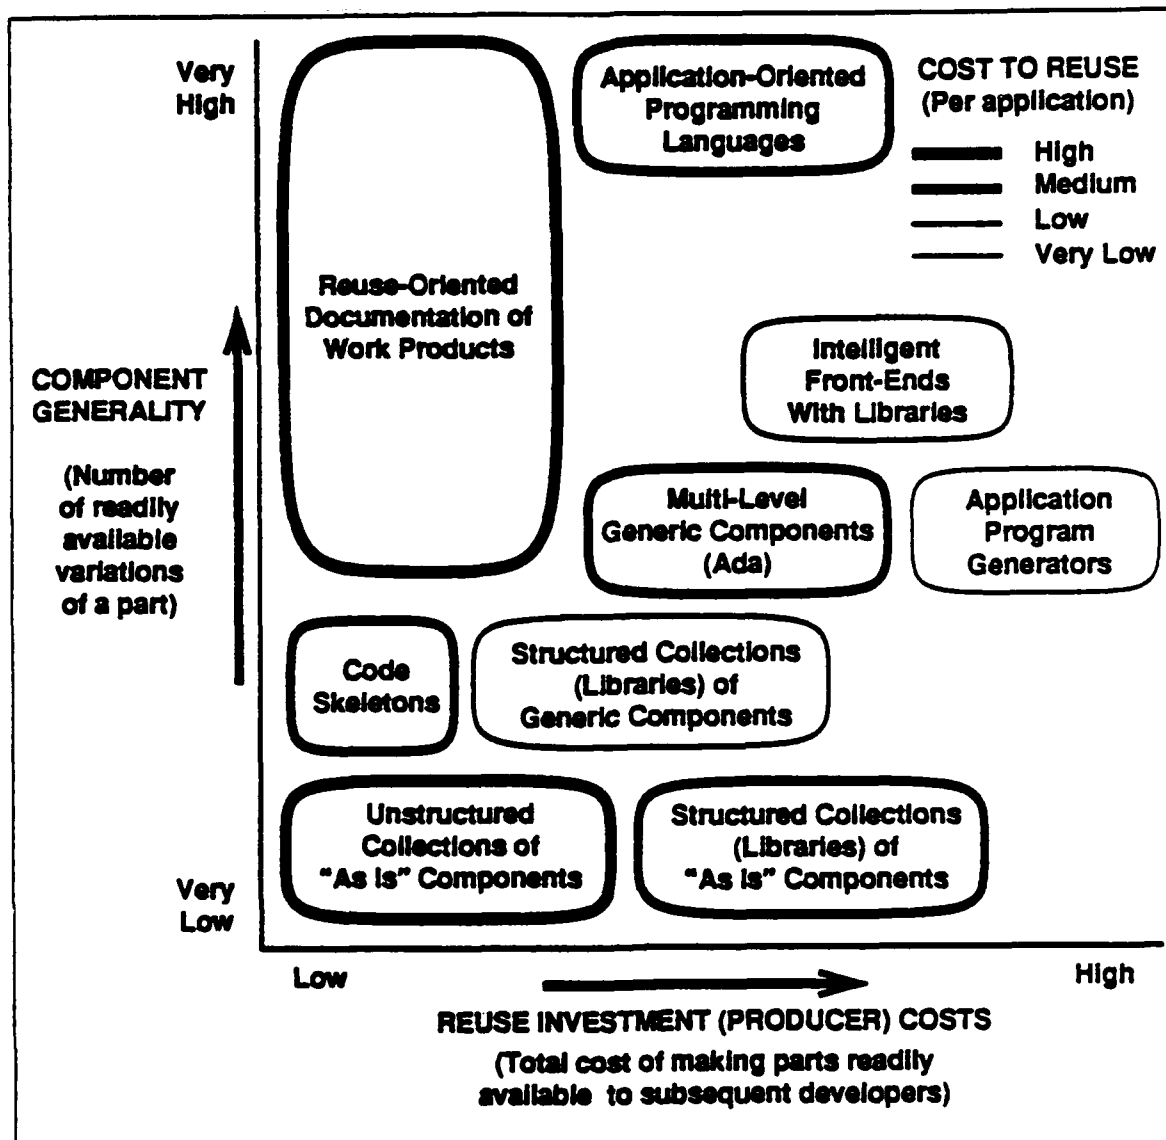 Very
High
Application-Oriented
Programming
Languages
COST TO REUSE
(Per application)
High
Medium
Low
Very Low
Reuse-Oriented
Documentation of
Work Products
Intelligent
Front-Ends
With Libraries
COMPONENT
GENERALITY
(Number
of readily
available
variations
of a part)
Multi-Level
Generic Components
(Ada)
Application
Program
Generators
Code
Skeletons
Structured Collections
(Libraries) of
Generic Components
Unstructured
Collections of
"As Is" Components
Structured Collections
(Libraries) of
"As Is" Components
Very
Low
Low
High
REUSE INVESTMENT (PRODUCER) COSTS
(Total cost of making parts readily
available to subsequent developers)